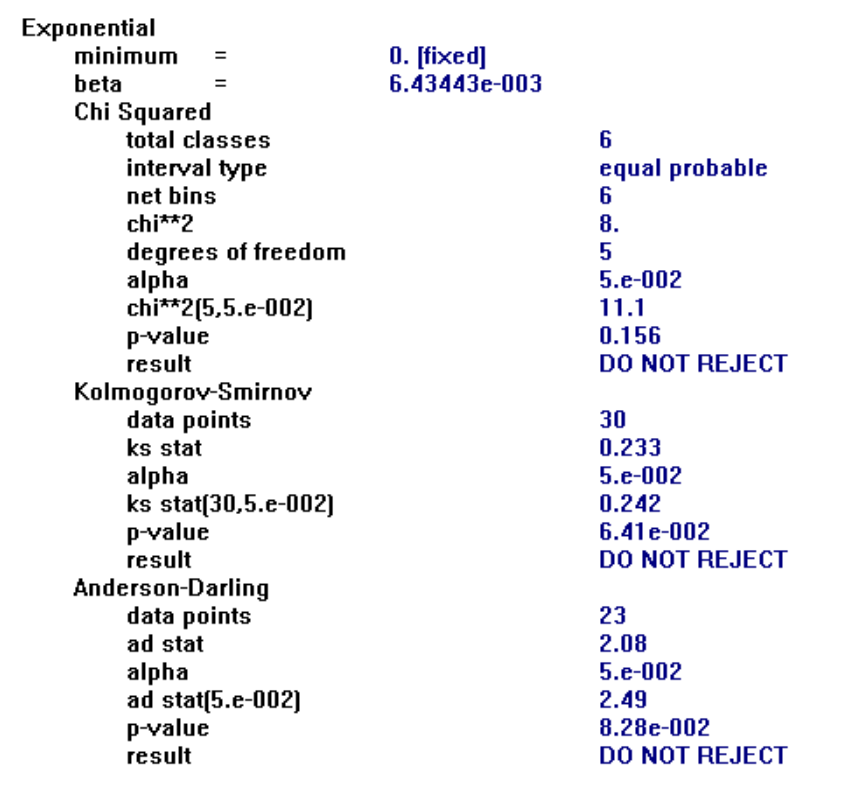 Exponential
minimum = 0. [fixed]
beta = 6.43443e-003
Chi Squared
total classes 6
interval type equal probable
net bins 6
chi**2 8.
degrees of freedom 5
alpha 5.e-002
chi**2(5,5.e-002) 11.1
p-value 0.156
result DO NOT REJECT
Kolmogorov-Smirnov
data points 30
ks stat 0.233
alpha 5.e-002
ks stat(30,5.e-002) 0.242
p-value 6.41e-002
result DO NOT REJECT
Anderson-Darling
data points 23
ad stat 2.08
alpha 5.e-002
ad stat(5.e-002) 2.49
p-value 8.28e-002
result DO NOT REJECT